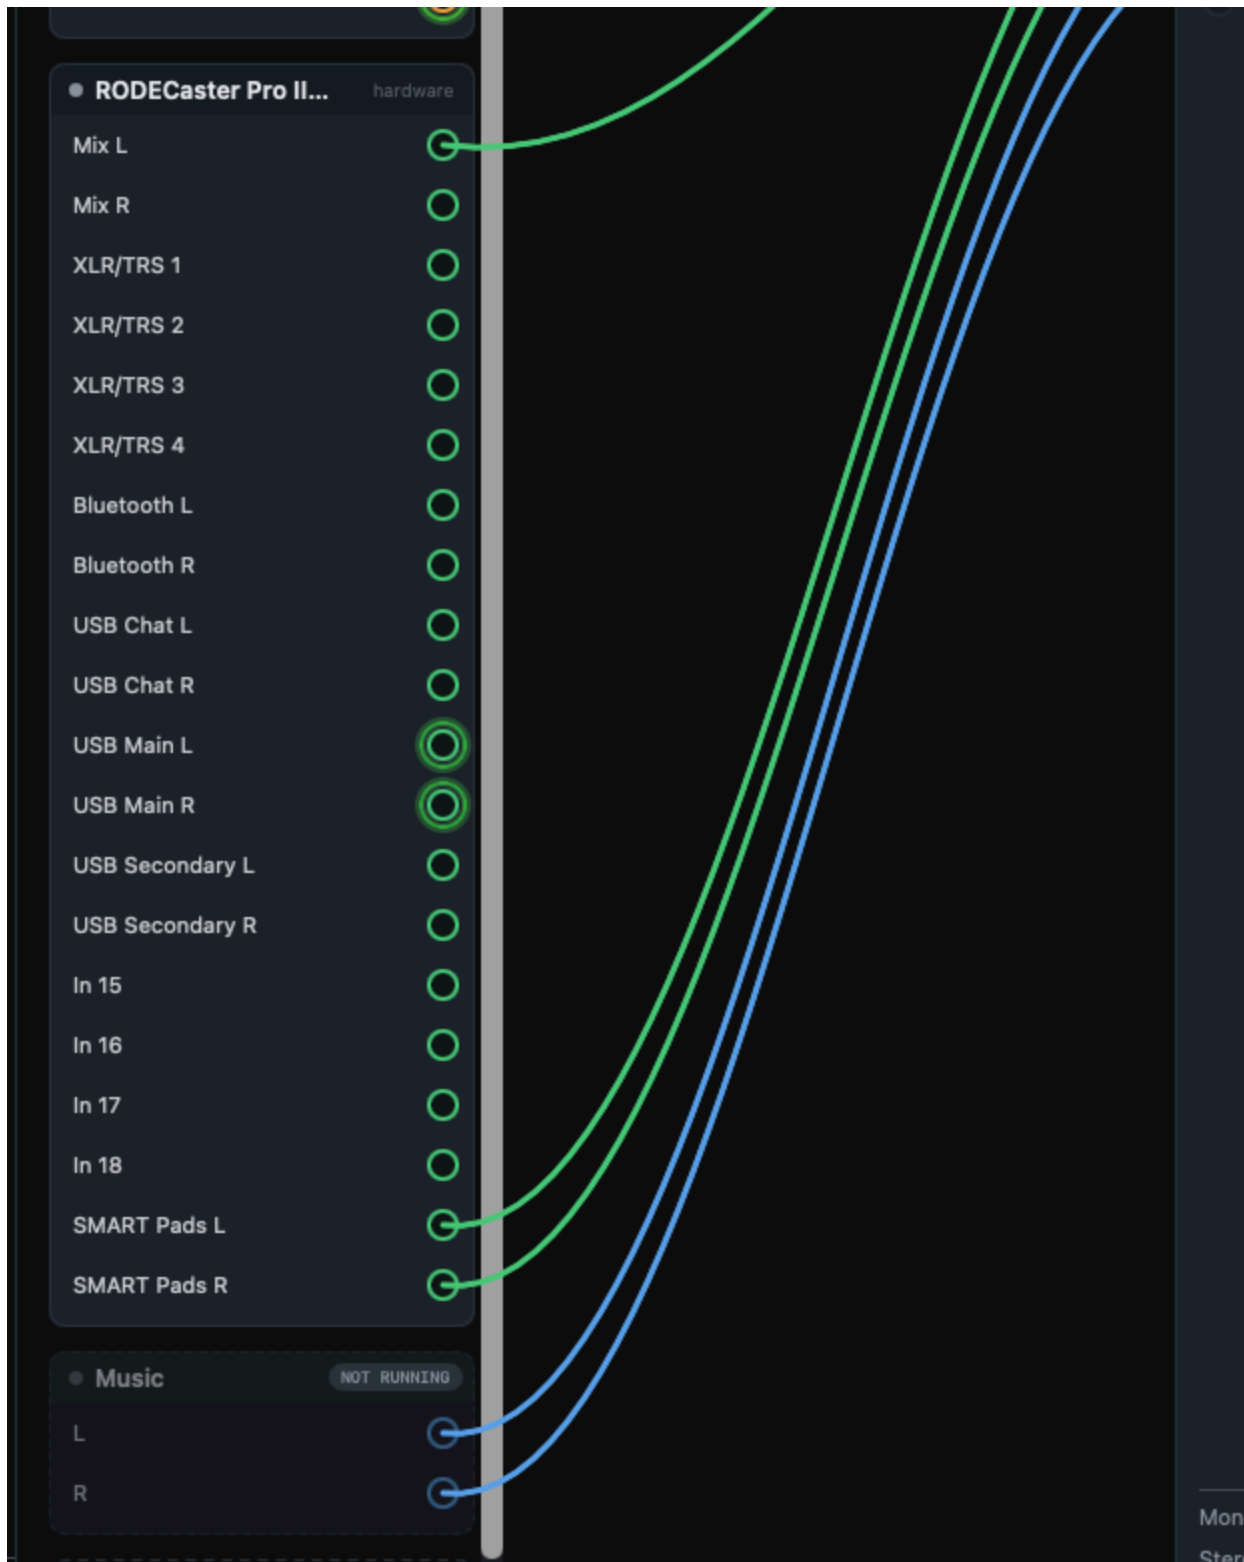 RODECaster Pro II... hardware
Mix L
Mix R
XLR/TRS 1
XLR/TRS 2
XLR/TRS 3
XLR/TRS 4
Bluetooth L
Bluetooth R
USB Chat L
USB Chat R
USB Main L
USB Main R
USB Secondary L
USB Secondary R
In 15
In 16
In 17
In 18
SMART Pads L
SMART Pads R
Music NOT RUNNING
L
R
Mon